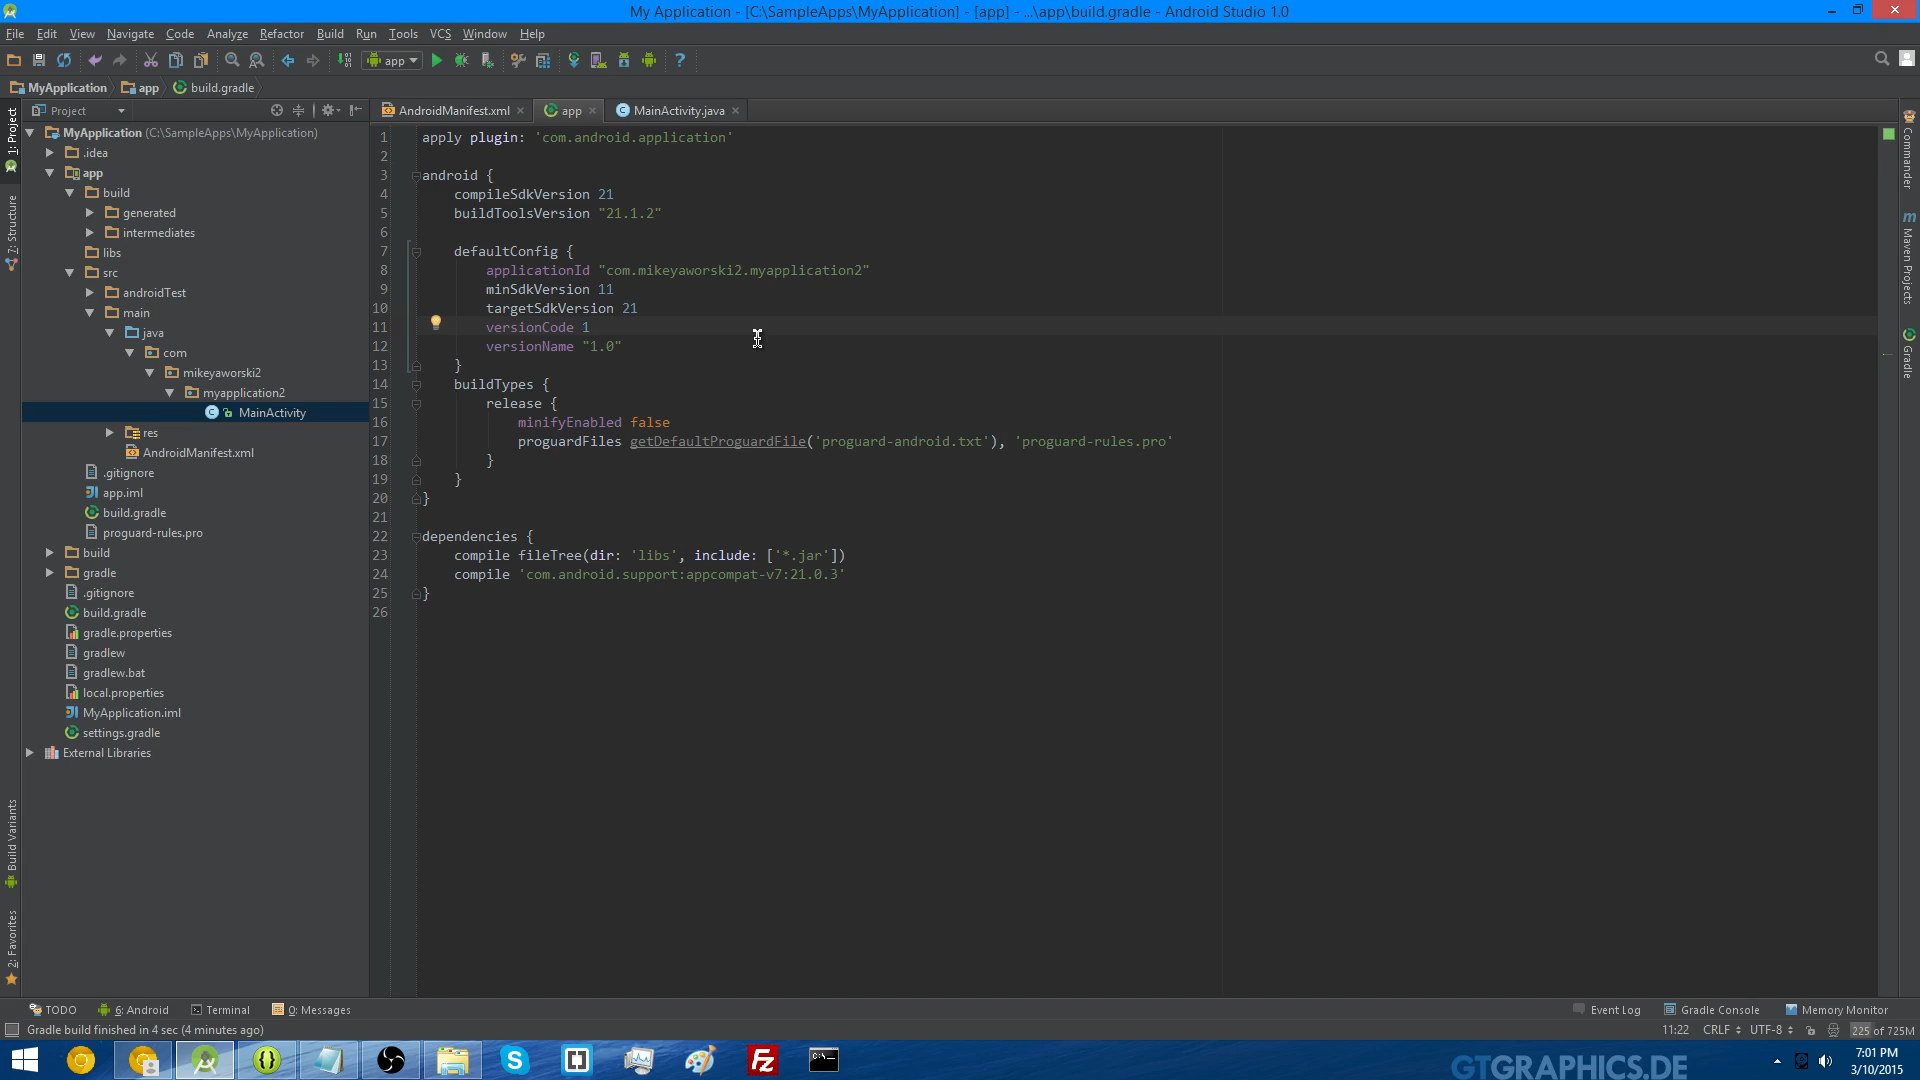 My Application - [C:\SampleApps\MyApplication] - [app] - ...\app\build.gradle - Android Studio 1.0
File Edit View Navigate Code Analyze Refactor Build Run Tools VCS Window Help
app
MyApplication app build.gradle
Project
AndroidManifest.xml app MainActivity.java
1: Project
7: Structure
Build Variants
2: Favorites
MyApplication (C:\SampleApps\MyApplication)
.idea
app
build
generated
intermediates
libs
src
androidTest
main
java
com
mikeyaworski2
myapplication2
MainActivity
res
AndroidManifest.xml
.gitignore
app.iml
build.gradle
proguard-rules.pro
build
gradle
.gitignore
build.gradle
gradle.properties
gradlew
gradlew.bat
local.properties
MyApplication.iml
settings.gradle
External Libraries
1 apply plugin: 'com.android.application'
2
3 android {
4 compileSdkVersion 21
5 buildToolsVersion "21.1.2"
6
7 defaultConfig {
8 applicationId "com.mikeyaworski2.myapplication2"
9 minSdkVersion 11
10 targetSdkVersion 21
11 versionCode 1
12 versionName "1.0"
13 }
14 buildTypes {
15 release {
16 minifyEnabled false
17 proguardFiles getDefaultProguardFile('proguard-android.txt'), 'proguard-rules.pro'
18 }
19 }
20 }
21
22 dependencies {
23 compile fileTree(dir: 'libs', include: ['*.jar'])
24 compile 'com.android.support:appcompat-v7:21.0.3'
25 }
26
Commander
m Maven Projects
Gradle
TODO 6: Android Terminal 0: Messages Event Log Gradle Console Memory Monitor
Gradle build finished in 4 sec (4 minutes ago) 11:22 CRLF UTF-8 225 of 725M
GTGRAPHICS.DE
7:01 PM
3/10/2015